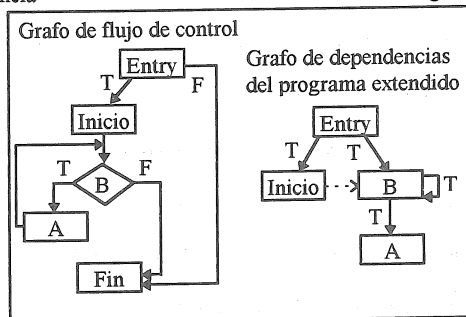 Grafo de flujo de control
Entry
T
F
Inicio
T
F
B
A
Fin
Grafo de dependencias
del programa extendido
Entry
T
T
Inicio
B
T
T
A